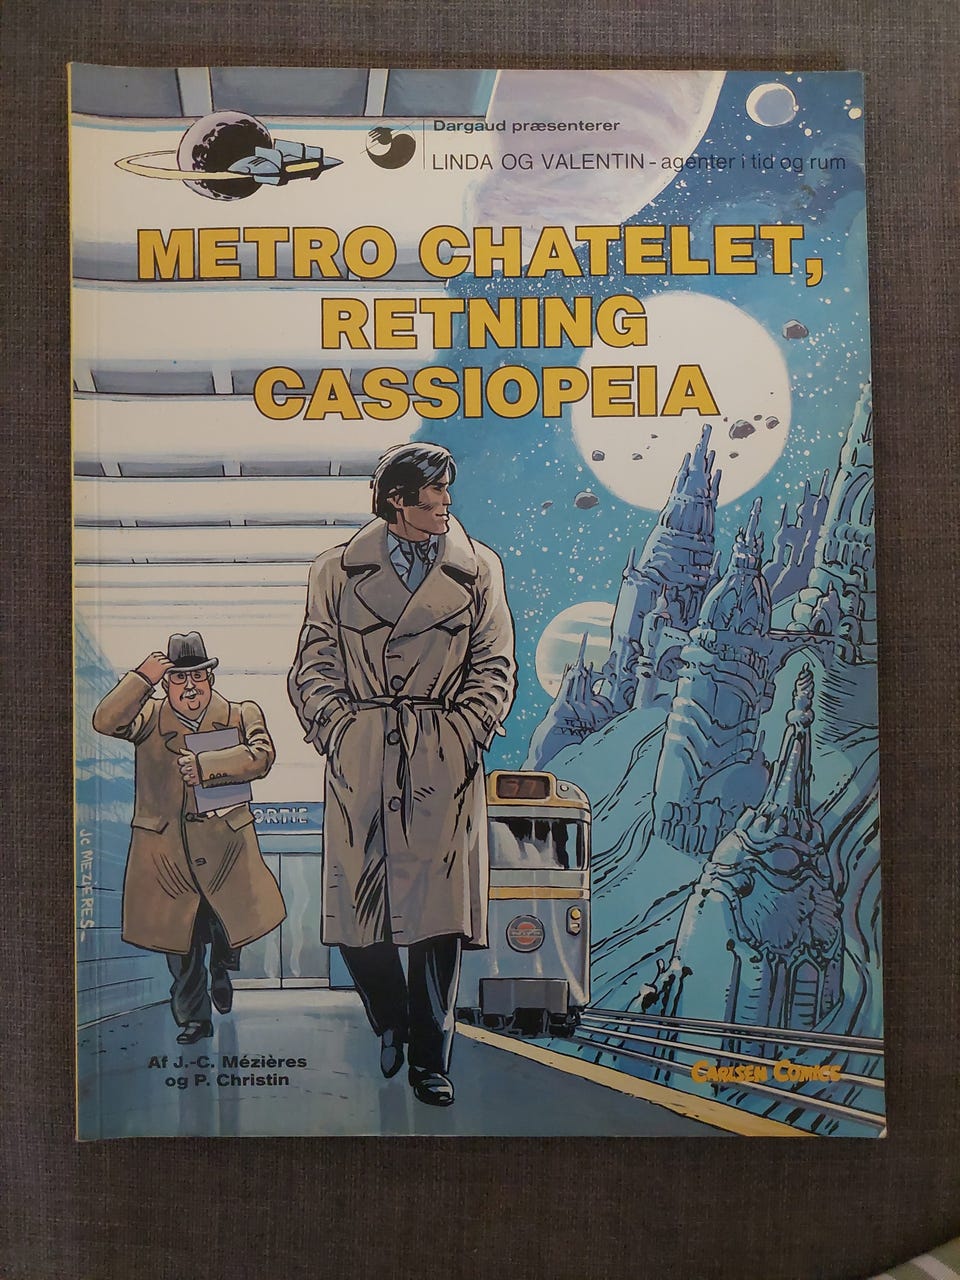 Dargaud præsenterer
LINDA OG VALENTIN - agenter i tid og rum
METRO CHATELET,
RETNING
CASSIOPEIA
ORTIE
JC MEZIERES
Af J.-C. Mézières
og P. Christin
CARLSEN COMICS